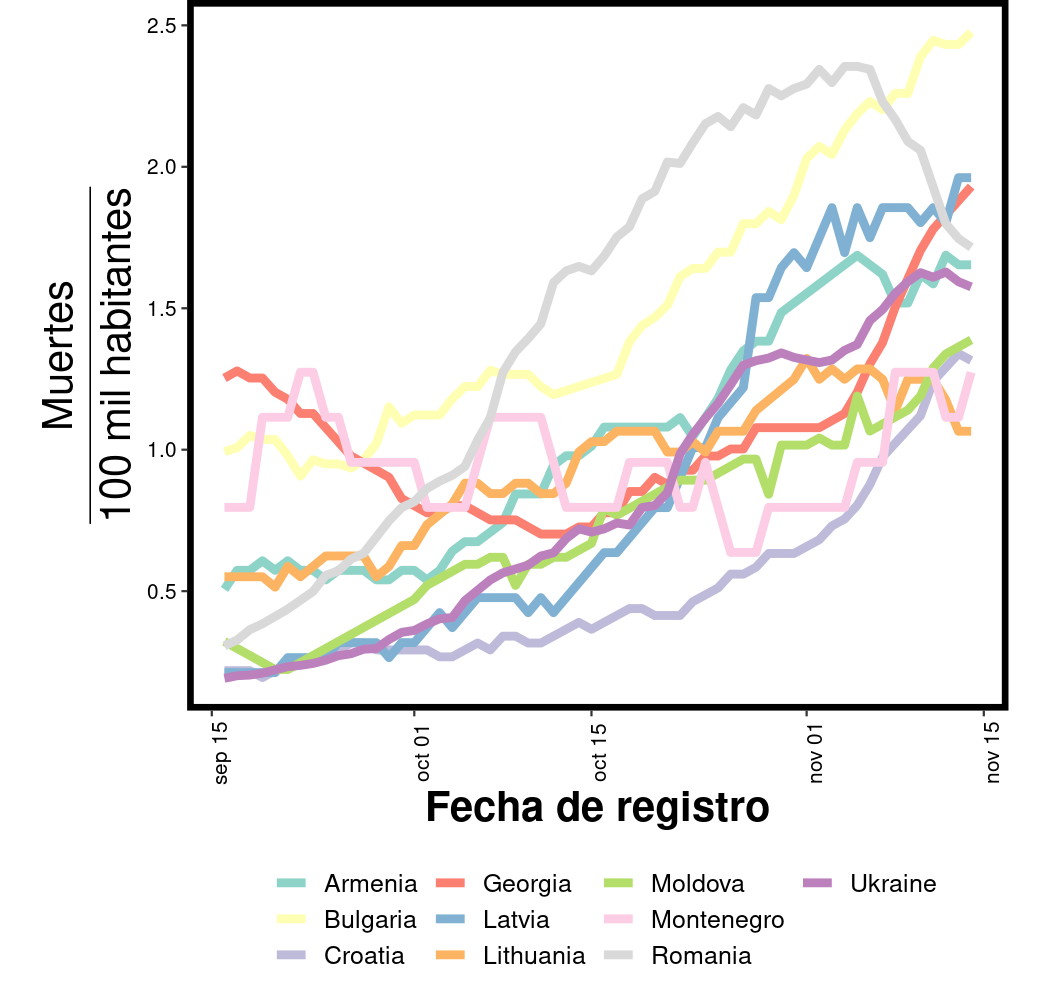 Muertes
100 mil habitantes
2.5
2.0
1.5
1.0
0.5
sep 15
oct 01
oct 15
nov 01
nov 15
Fecha de registro
Armenia
Georgia
Moldova
Ukraine
Bulgaria
Latvia
Montenegro
Croatia
Lithuania
Romania